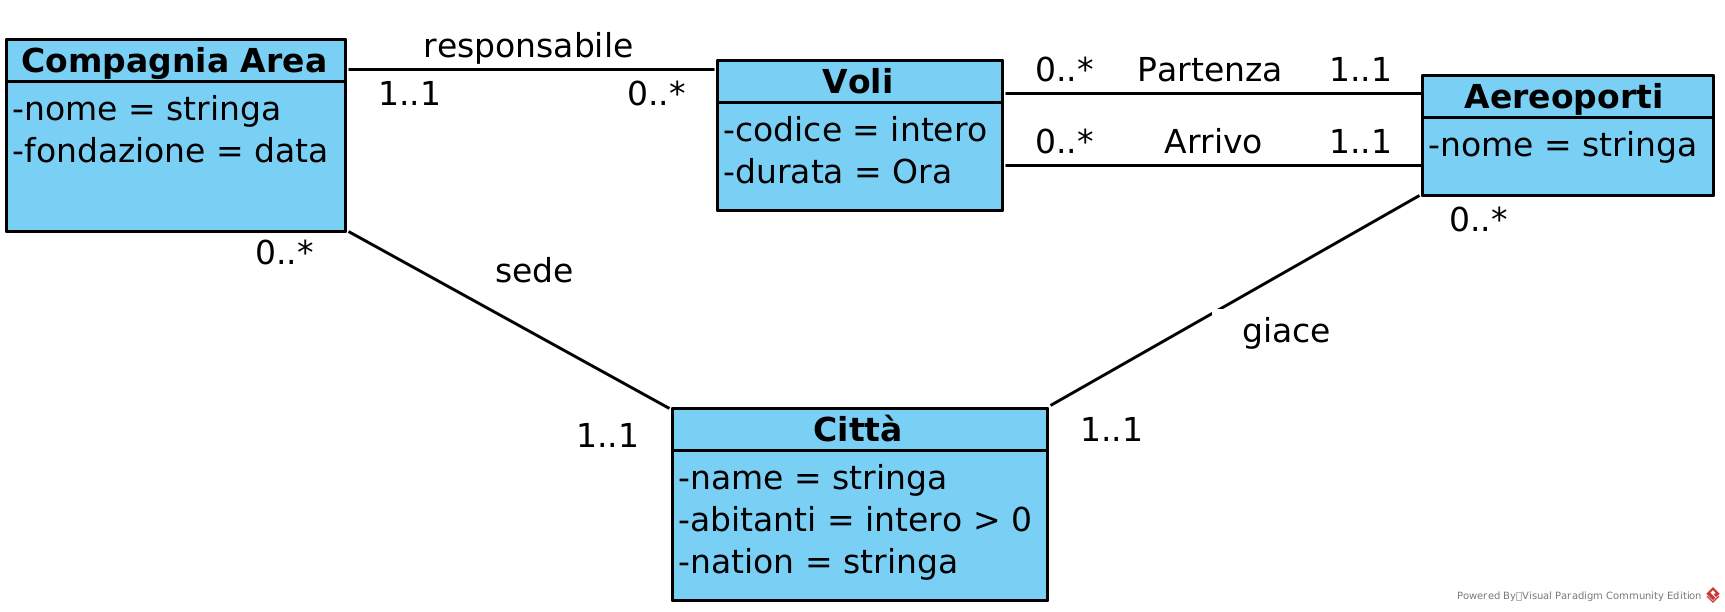 Compagnia Area
-nome = stringa
-fondazione = data
responsabile
1..1
0..*
Voli
-codice = intero
-durata = Ora
0..* Partenza 1..1
0..* Arrivo 1..1
Aereoporti
-nome = stringa
0..*
sede
1..1
0..*
giace
1..1
Città
-name = stringa
-abitanti = intero > 0
-nation = stringa
Powered By Visual Paradigm Community Edition